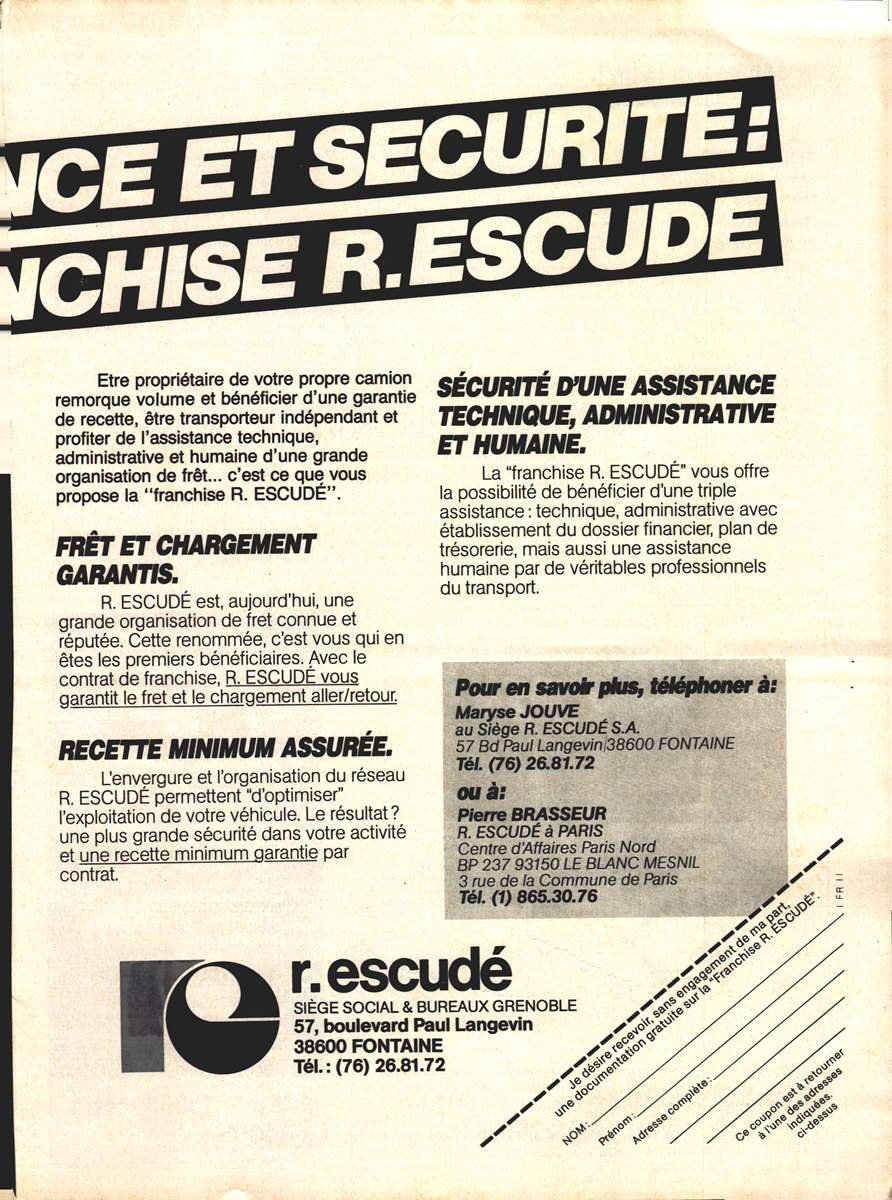 NCE ET SECURITE:
NCHISE R.ESCUDE
Etre propriétaire de votre propre camion
remorque volume et bénéficier d'une garantie
de recette, être transporteur indépendant et
profiter de l'assistance technique,
administrative et humaine d'une grande
organisation de frêt... c'est ce que vous
propose la "franchise R. ESCUDÉ".
FRÊT ET CHARGEMENT
GARANTIS.
R. ESCUDÉ est, aujourd'hui, une
grande organisation de fret connue et
réputée. Cette renommée, c'est vous qui en
êtes les premiers bénéficiaires. Avec le
contrat de franchise, R. ESCUDÉ vous
garantit le fret et le chargement aller/retour.
RECETTE MINIMUM ASSURÉE.
L'envergure et l'organisation du réseau
R. ESCUDÉ permettent "d'optimiser"
l'exploitation de votre véhicule. Le résultat?
une plus grande sécurité dans votre activité
et une recette minimum garantie par
contrat.
SÉCURITÉ D'UNE ASSISTANCE
TECHNIQUE, ADMINISTRATIVE
ET HUMAINE.
La "franchise R. ESCUDÉ" vous offre
la possibilité de bénéficier d'une triple
assistance: technique, administrative avec
établissement du dossier financier, plan de
trésorerie, mais aussi une assistance
humaine par de véritables professionnels
du transport.
Pour en savoir plus, téléphoner à:
Maryse JOUVE
au Siège R. ESCUDÉ S.A.
57 Bd Paul Langevin 38600 FONTAINE
Tél. (76) 26.81.72
ou à:
Pierre BRASSEUR
R. ESCUDÉ à PARIS
Centre d'Affaires Paris Nord
BP 237 93150 LE BLANC MESNIL
3 rue de la Commune de Paris
Tél. (1) 865.30.76
r.escudé
SIÈGE SOCIAL & BUREAUX GRENOBLE
57, boulevard Paul Langevin
38600 FONTAINE
Tél.: (76) 26.81.72
Je désire recevoir, sans engagement de ma part,
une documentation gratuite sur la "Franchise R. ESCUDÉ".
NOM:
Prénom:
Adresse complète:
Ce coupon est à retourner
à l'une des adresses
indiquées.
ci-dessus
I FR II